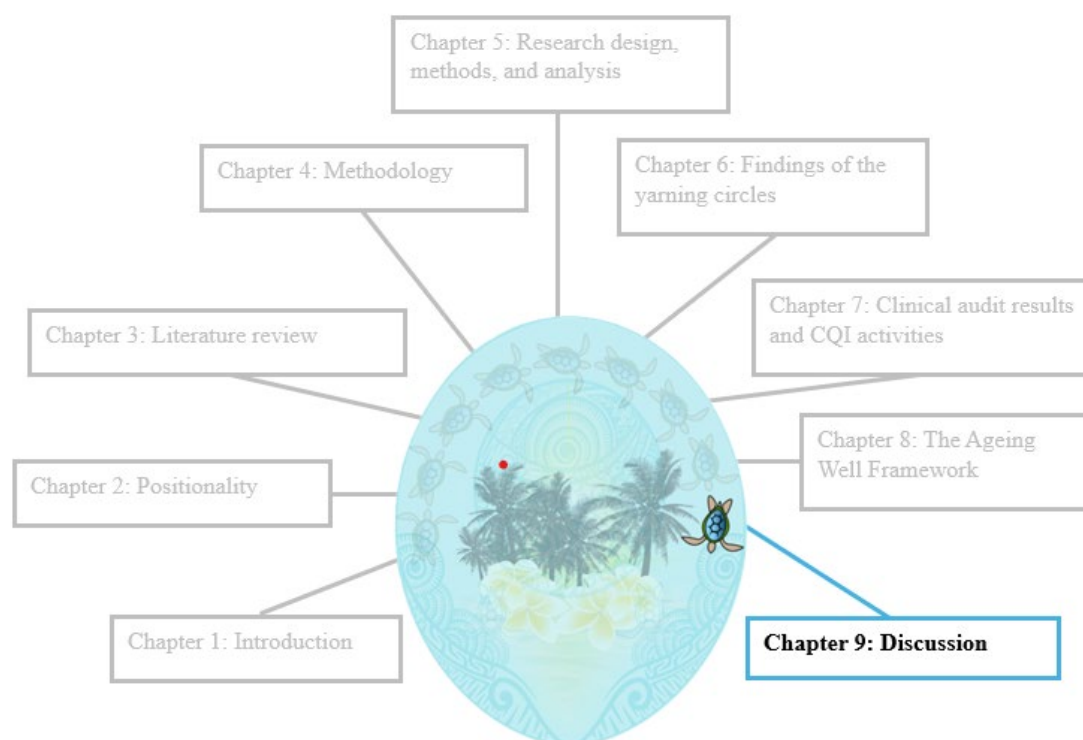 Chapter 5: Research design,
methods, and analysis
Chapter 4: Methodology
Chapter 6: Findings of the
yarning circles
Chapter 3: Literature review
Chapter 7: Clinical audit results
and CQI activities
Chapter 2: Positionality
Chapter 8: The Ageing
Well Framework
Chapter 1: Introduction
Chapter 9: Discussion